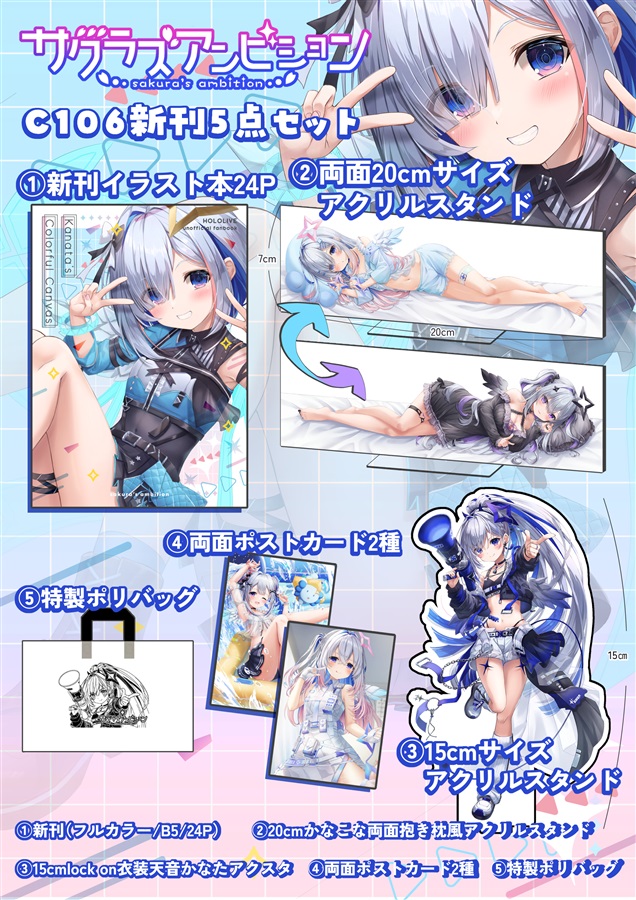 サクラズアンビション
sakura's ambition
C106新刊5点セット
①新刊イラスト本24P
②両面20cmサイズ
アクリルスタンド
HOLOLIVE
unofficial fanbook
Kanata's
Colorful Canvas
sakura's ambition
7cm
20cm
④両面ポストカード2種
⑤特製ポリバッグ
15cm
③15cmサイズ
アクリルスタンド
①新刊(フルカラー/B5/24P)
②20cmかなこな両面抱き枕風アクリルスタンド
③15cmlock on衣装天音かなたアクスタ
④両面ポストカード2種
⑤特製ポリバッグ